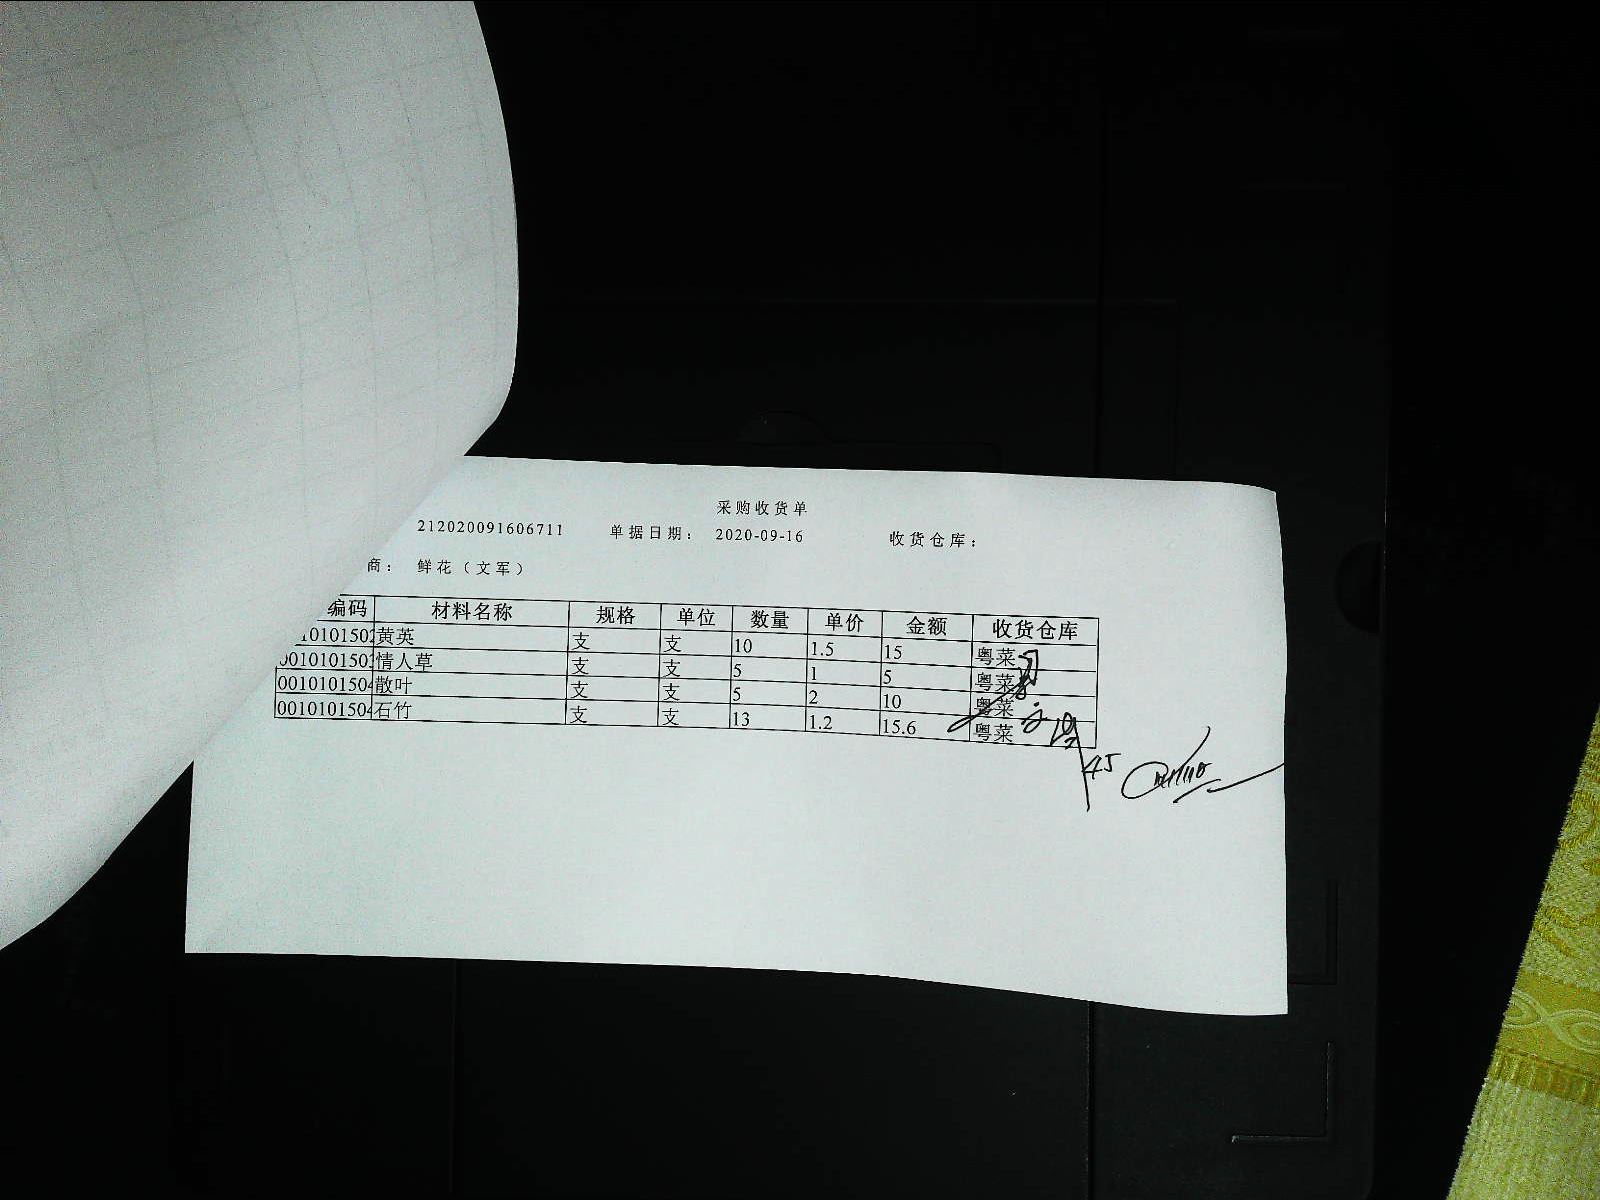 采购收货单
212020091606711 单据日期： 2020-09-16 收货仓库：
商： 鲜花（文军）
编码 材料名称 规格 单位 数量 单价 金额 收货仓库
10101502 黄英 支 支 10 1.5 15 粤菜
0010101503 情人草 支 支 5 1 5 粤菜
0010101504 散叶 支 支 5 2 10 粤菜
0010101504 石竹 支 支 13 1.2 15.6 粤菜
45